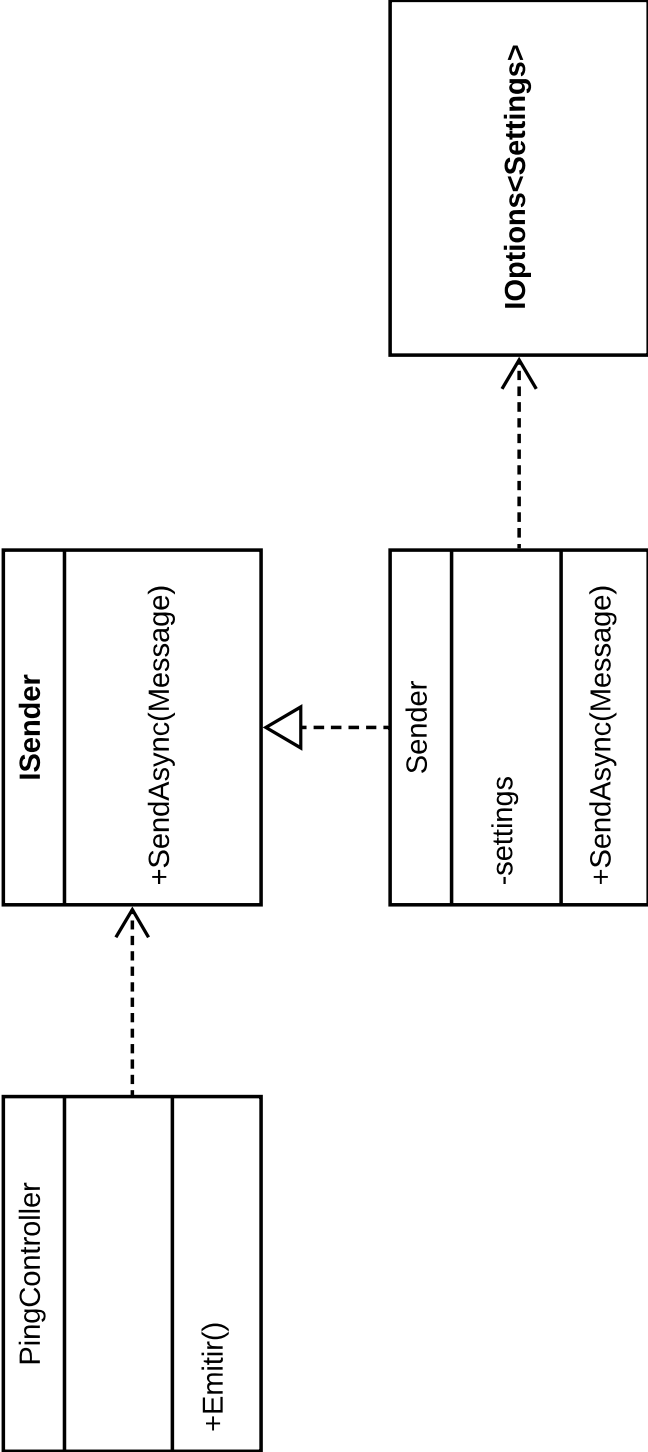 PingController
+Emitir()
ISender
+SendAsync(Message)
Sender
-settings
+SendAsync(Message)
IOptions<Settings>